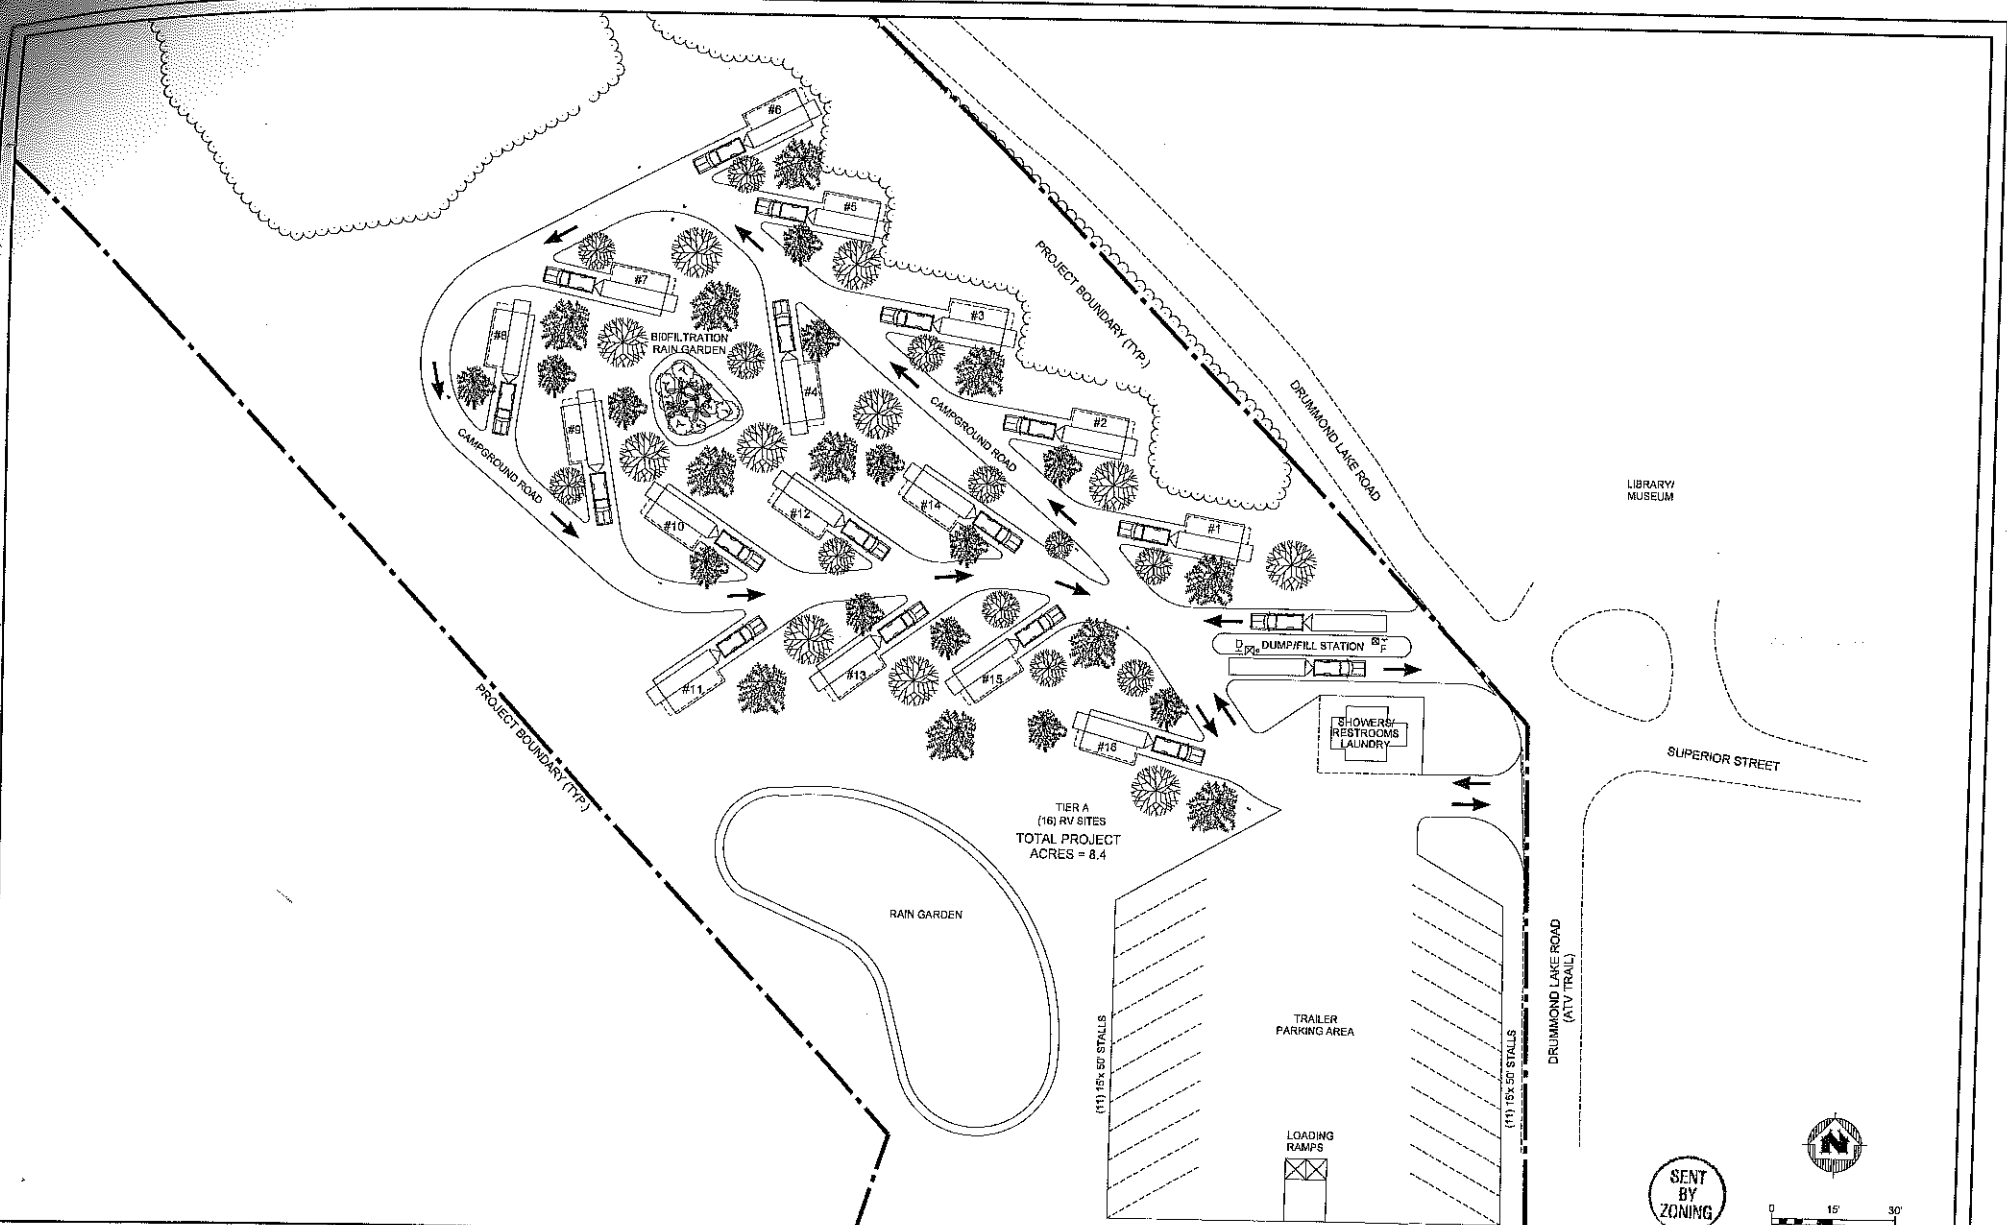 #6
#5
#7
#3
#8
BIOFILTRATION
RAIN GARDEN
#4
#9
#2
CAMPGROUND ROAD
PROJECT BOUNDARY (TYP.)
DRUMMOND LAKE ROAD
LIBRARY/
MUSEUM
CAMPGROUND ROAD
#10
#12
#14
#1
DUMP/FILL STATION
D
F
#11
#13
#15
#16
SHOWERS/
RESTROOMS
LAUNDRY
SUPERIOR STREET
PROJECT BOUNDARY (TYP.)
TIER A
(16) RV SITES
TOTAL PROJECT
ACRES = 8.4
RAIN GARDEN
TRAILER
PARKING AREA
(11) 15'x 50' STALLS
(11) 15'x 50' STALLS
DRUMMOND LAKE ROAD
(ATV TRAIL)
LOADING
RAMPS
N
SENT
BY
ZONING
0 15' 30'